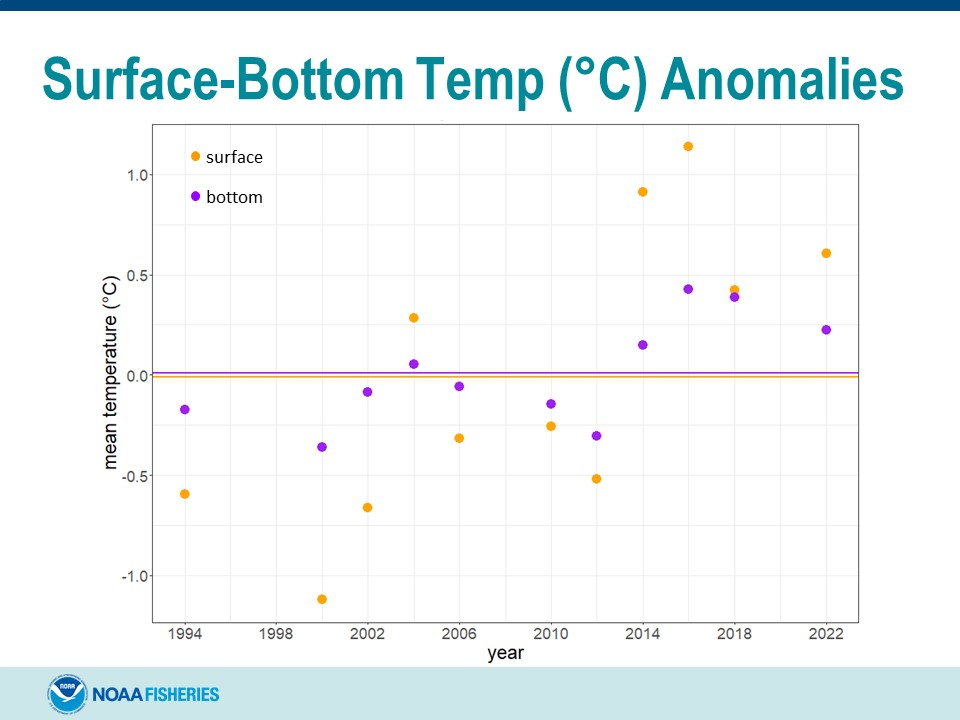 Surface-Bottom Temp (°C) Anomalies
surface
bottom
1.0
0.5
0.0
-0.5
-1.0
mean temperature (°C)
1994 1998 2002 2006 2010 2014 2018 2022
year
NOAA
NOAA FISHERIES